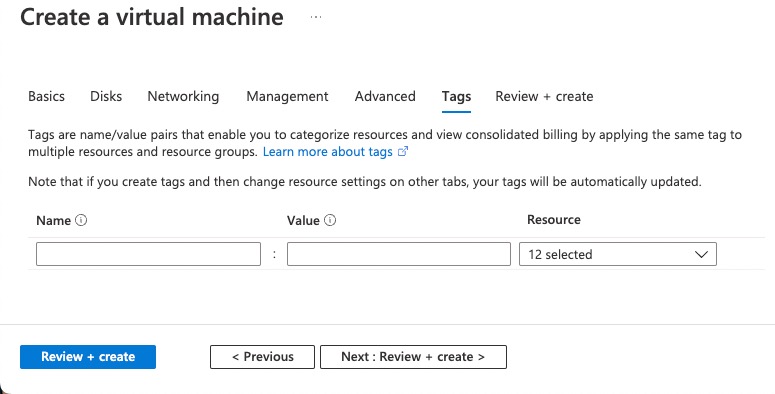 Create a virtual machine ...
Basics Disks Networking Management Advanced Tags Review + create
Tags are name/value pairs that enable you to categorize resources and view consolidated billing by applying the same tag to
multiple resources and resource groups. Learn more about tags
Note that if you create tags and then change resource settings on other tabs, your tags will be automatically updated.
Name Value Resource
: 12 selected
Review + create < Previous Next : Review + create >